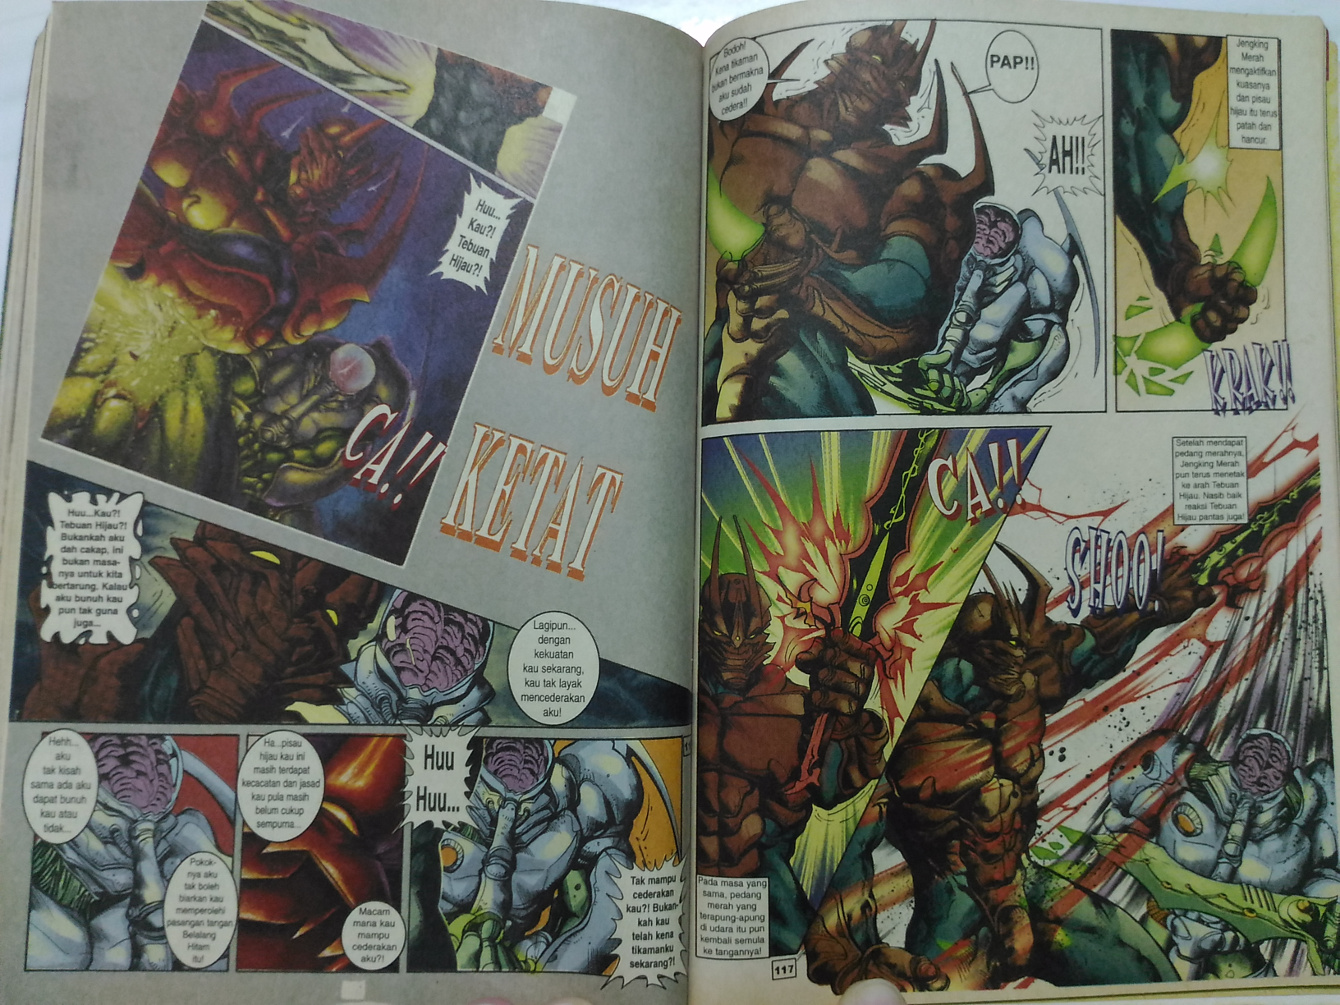 Huu...
Kau?!
Tebuan
Hijau?!
CA!!
MUSUH
KETAT
Huu...Kau?!
Tebuan Hijau?!
Bukankah aku
dah cakap, ini
bukan masa-
nya untuk kita
bertarung. Kalau
aku bunuh kau
pun tak guna
juga...
Lagipun...
dengan
kekuatan
kau sekarang,
kau tak layak
mencederakan
aku!
Hehh...
aku
tak kisah
sama ada aku
dapat bunuh
kau atau
tidak...
Pokok-
nya aku
tak boleh
biarkan kau
memperolehi
pasangan tangan
Belalang
Hitam
itu!
Ha...pisau
hijau kau ini
masih terdapat
kecacatan dan jasad
kau pula masih
belum cukup
sempurna...
Macam
mana kau
mampu
cederakan
aku?!
Huu
Huu...
Tak mampu
cederakan
kau?! Bukan-
kah kau
telah kena
tikamanku
sekarang?!
Bodoh!
Kena tikaman
bukan bermakna
aku sudah
cedera!!
PAP!!
AH!!
Jengking
Merah
mengaktifkan
kuasanya
dan pisau
hijau itu terus
patah dan
hancur.
KRAK!!
CA!!
Setelah mendapat
pedang merahnya,
Jengking Merah
pun terus menetak
ke arah Tebuan
Hijau. Nasib baik
reaksi Tebuan
Hijau pantas juga!
SHOO!
Pada masa yang
sama, pedang
merah yang
terapung-apung
di udara itu pun
kembali semula
ke tangannya!
117